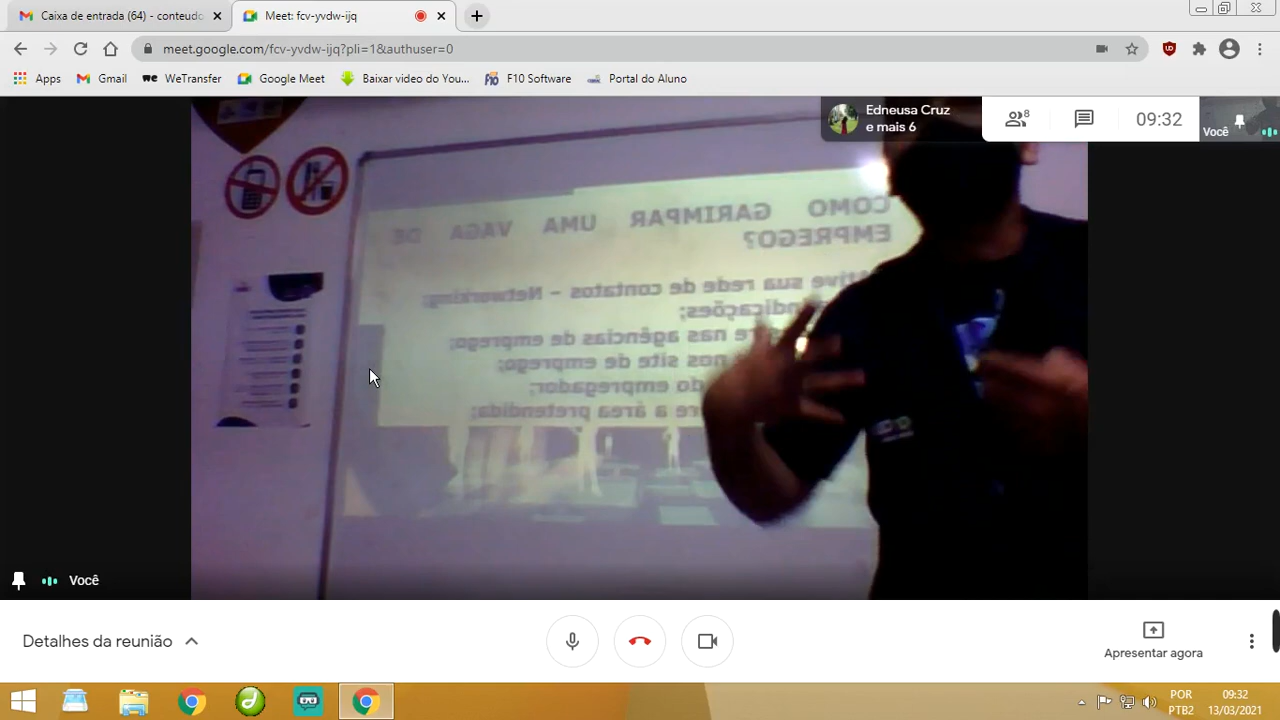 Caixa de entrada (64) - conteudo
Meet: fcv-yvdw-ijq
meet.google.com/fcv-yvdw-ijq?pli=1&authuser=0
Apps
Gmail
WeTransfer
Google Meet
Baixar video do You...
F10 Software
Portal do Aluno
Edneusa Cruz
e mais 6
8
09:32
Você
COMO GARIMPAR UMA VAGA DE
EMPREGO?
sua rede de contatos – Networking;
nas agências de emprego;
nos site de emprego;
do empregador;
a área pretendida;
Você
Detalhes da reunião
Apresentar agora
POR
PTB2
09:32
13/03/2021